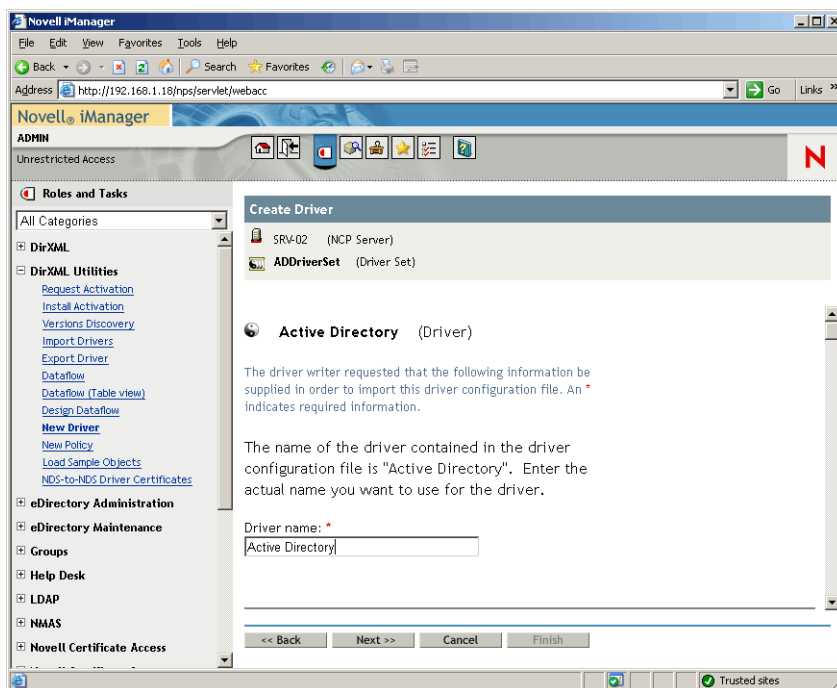 Novell iManager
File Edit View Favorites Tools Help
Back Search Favorites
Address http://192.168.1.18/nps/servlet/webacc Go Links »
Novell® iManager
ADMIN
Unrestricted Access
N
Roles and Tasks
All Categories
DirXML
DirXML Utilities
Request Activation
Install Activation
Versions Discovery
Import Drivers
Export Driver
Dataflow
Dataflow (Table view)
Design Dataflow
New Driver
New Policy
Load Sample Objects
NDS-to-NDS Driver Certificates
eDirectory Administration
eDirectory Maintenance
Groups
Help Desk
LDAP
NMAS
Novell Certificate Access
Create Driver
SRV-02 (NCP Server)
ADDriverSet (Driver Set)
Active Directory (Driver)
The driver writer requested that the following information be
supplied in order to import this driver configuration file. An *
indicates required information.
The name of the driver contained in the driver
configuration file is "Active Directory". Enter the
actual name you want to use for the driver.
Driver name: *
Active Directory
<< Back Next >> Cancel Finish
Trusted sites